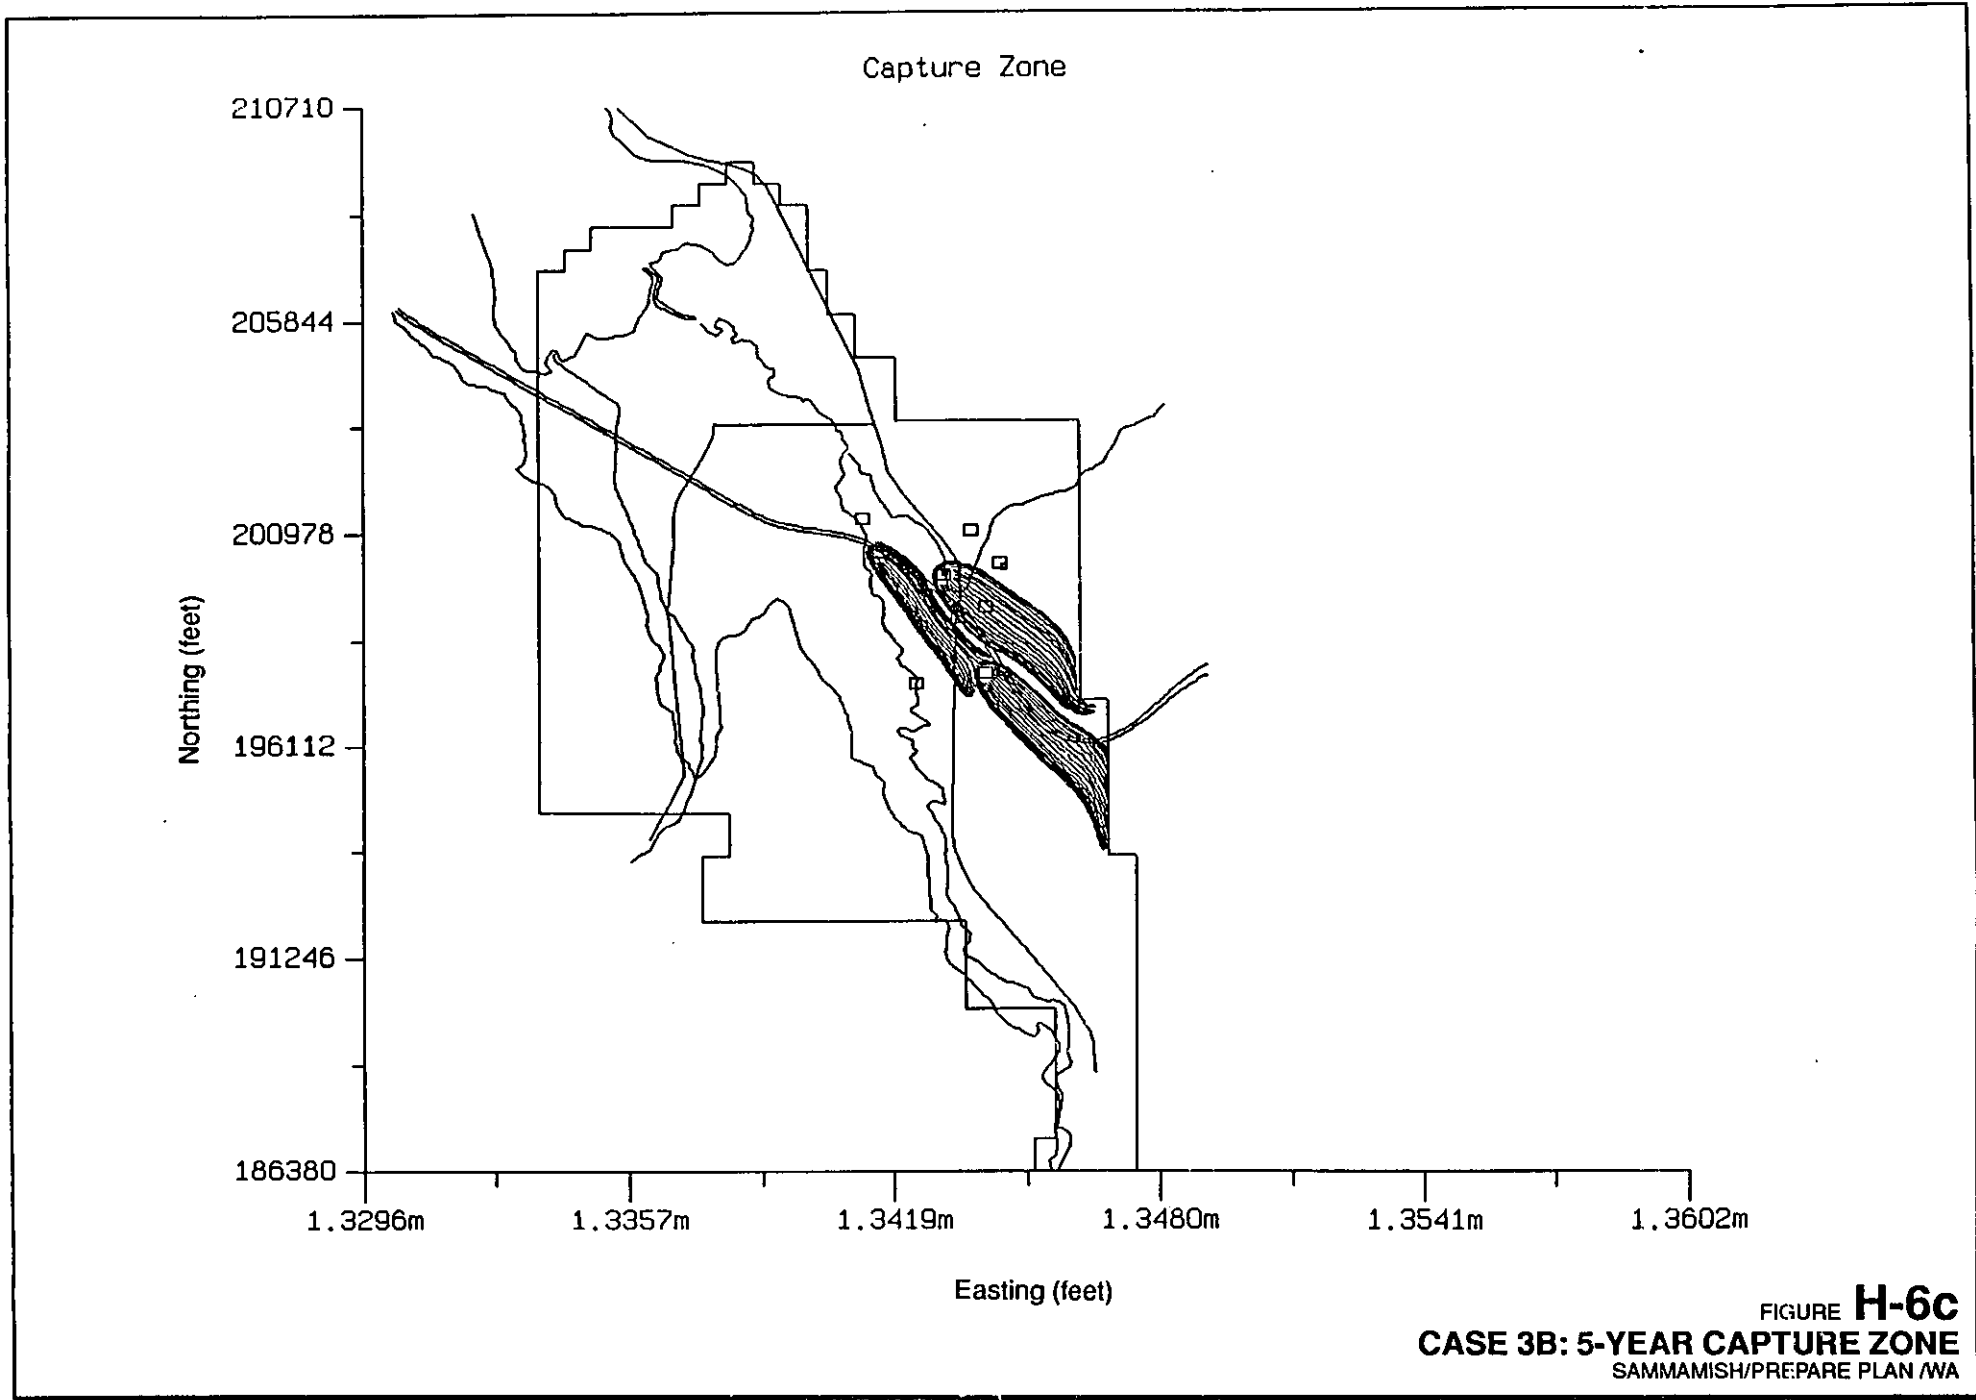 Capture Zone
210710
205844
200978
196112
191246
186380
Northing (feet)
1.3296m 1.3357m 1.3419m 1.3480m 1.3541m 1.3602m
Easting (feet)
FIGURE H-6c
CASE 3B: 5-YEAR CAPTURE ZONE
SAMMAMISH/PREPARE PLAN /WA